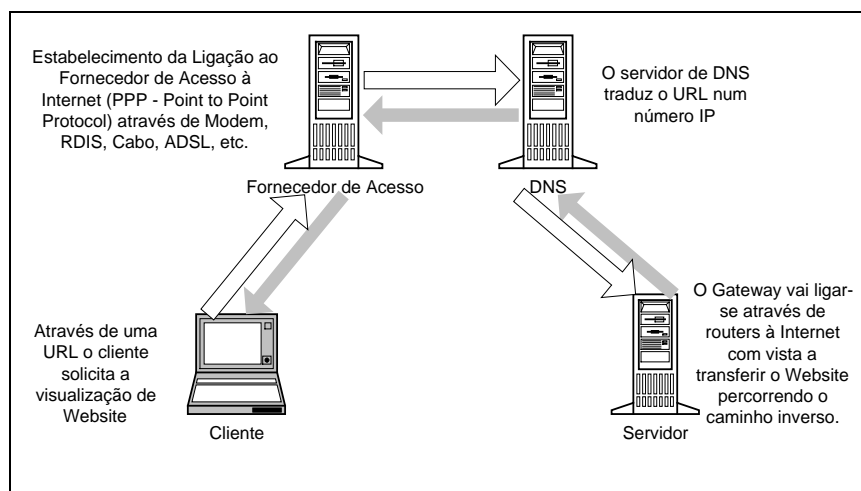 Estabelecimento da Ligação ao
Fornecedor de Acesso à
Internet (PPP - Point to Point
Protocol) através de Modem,
RDIS, Cabo, ADSL, etc.
O servidor de DNS
traduz o URL num
número IP
Fornecedor de Acesso
DNS
Através de uma
URL o cliente
solicita a
visualização de
Website
O Gateway vai ligar-
se através de
routers à Internet
com vista a
transferir o Website
percorrendo o
caminho inverso.
Cliente
Servidor